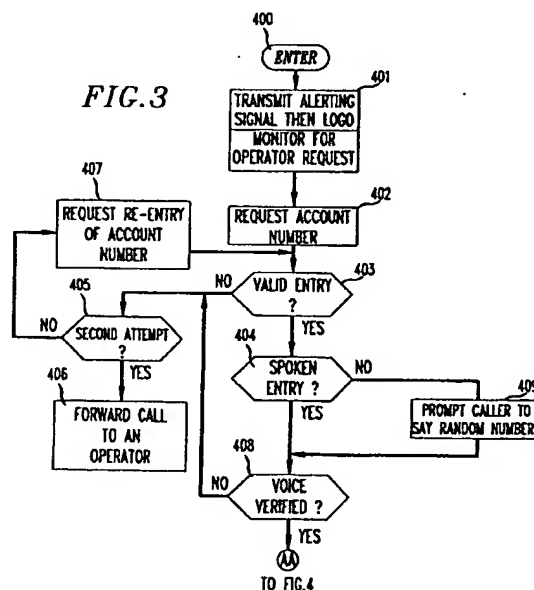 400
ENTER
FIG.3
401
TRANSMIT ALERTING
SIGNAL THEN LOGO
MONITOR FOR
OPERATOR REQUEST
407
REQUEST RE-ENTRY
OF ACCOUNT
NUMBER
402
REQUEST ACCOUNT
NUMBER
403
NO
VALID ENTRY
?
YES
405
NO
SECOND ATTEMPT
?
YES
404
SPOKEN
ENTRY ?
NO
YES
409
PROMPT CALLER TO
SAY RANDOM NUMBER
406
FORWARD CALL
TO AN
OPERATOR
408
NO
VOICE
VERIFIED ?
YES
AA
TO FIG.4